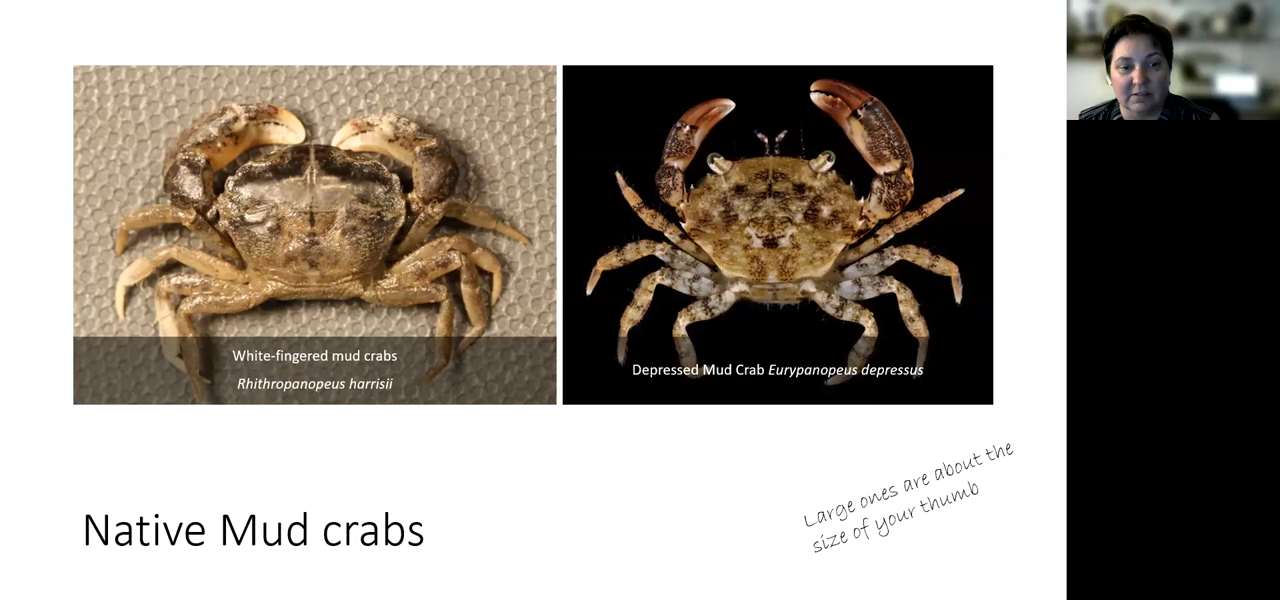 White-fingered mud crabs
Rhithropanopeus harrisii
Depressed Mud Crab Eurypanopeus depressus
Native Mud crabs
Large ones are about the
size of your thumb